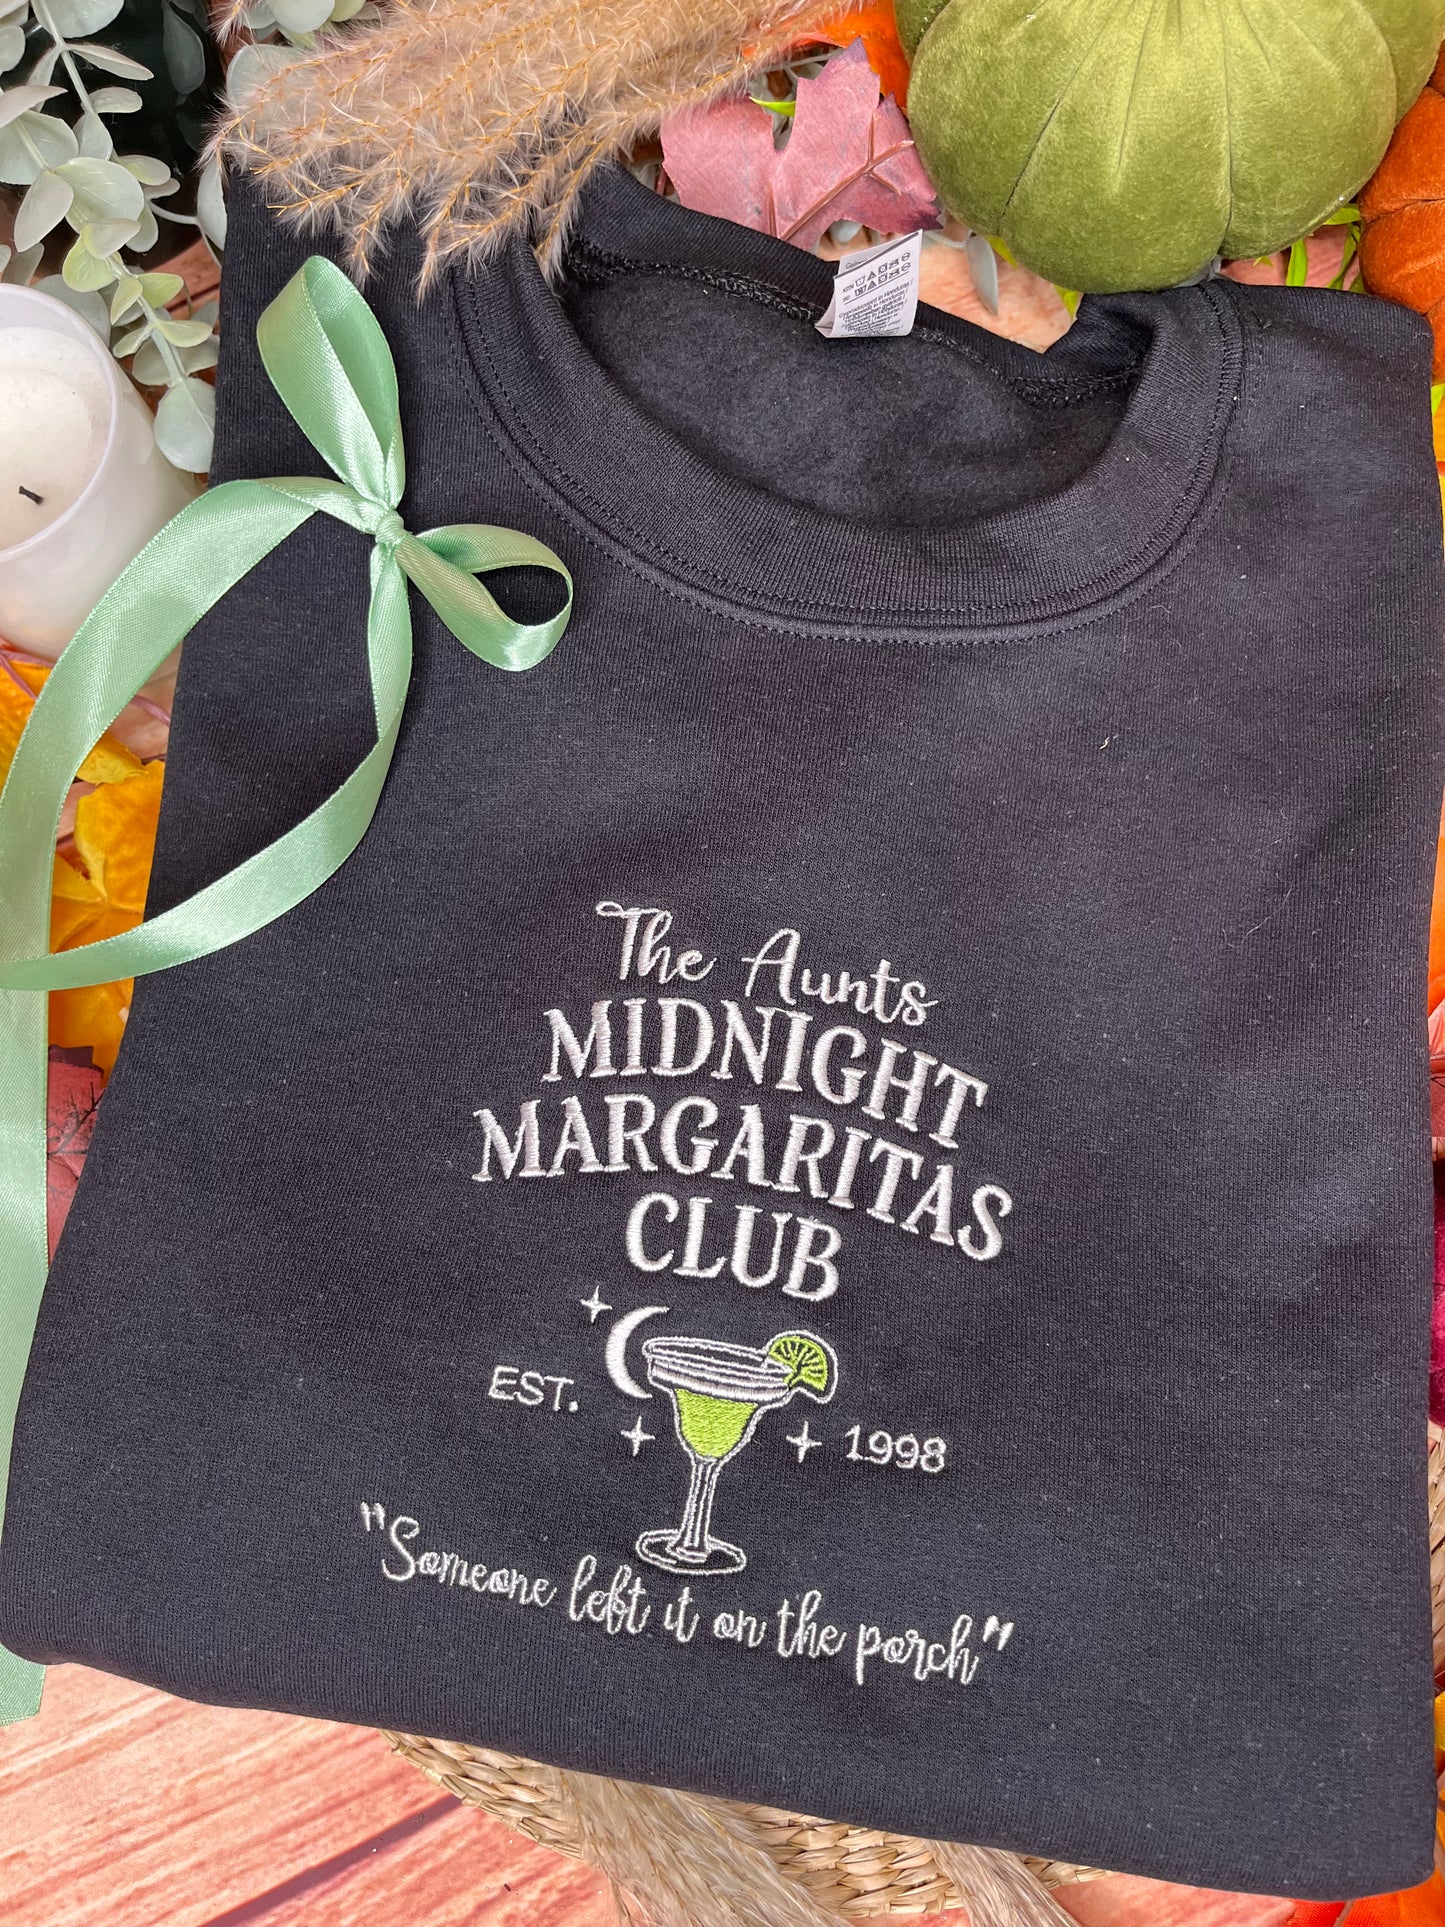 The Aunts
MIDNIGHT
MARGARITAS
CLUB
EST. 1998
"Someone left it on the porch"